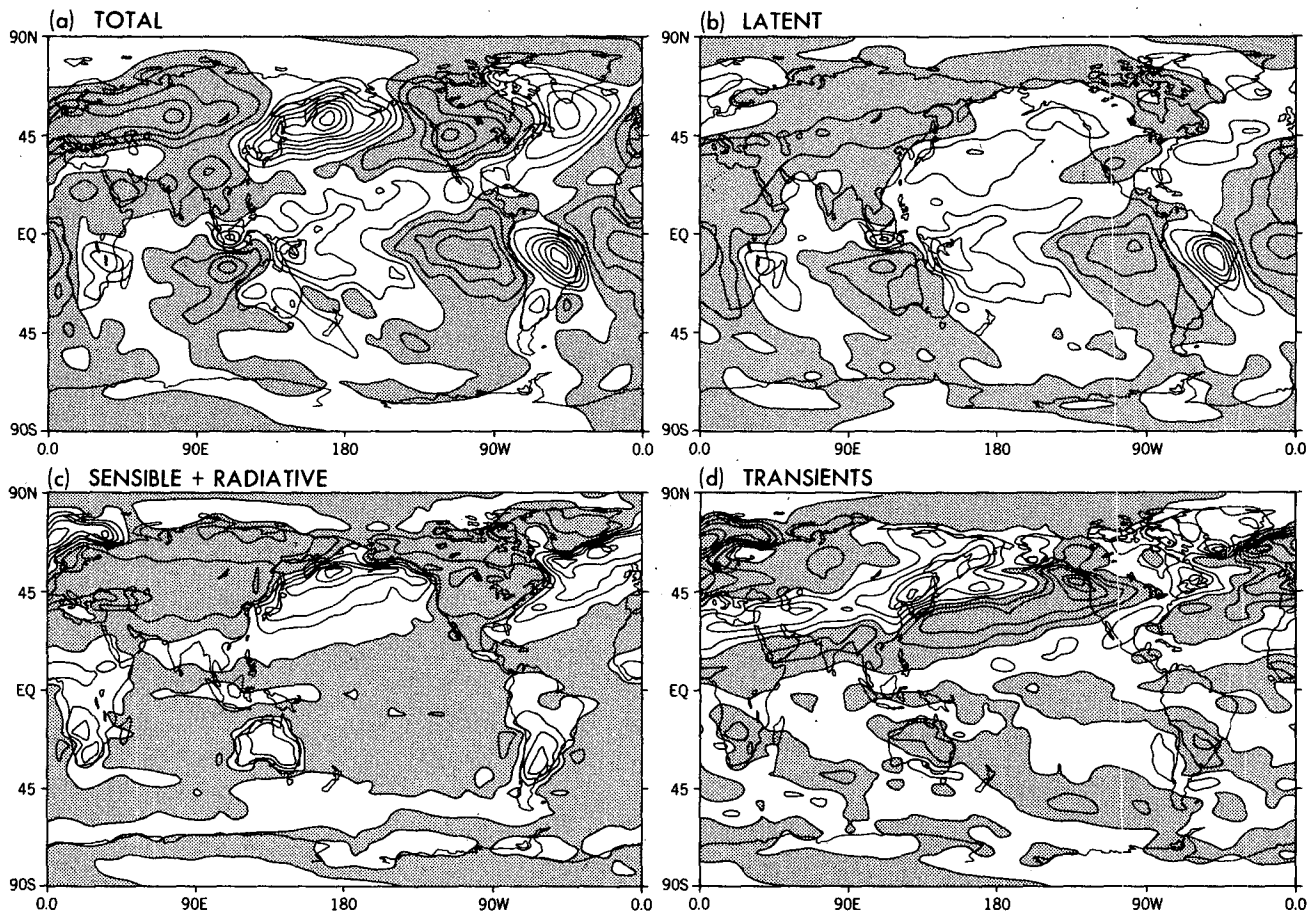 (a) TOTAL
90N
45
EQ
45
90S
0.0 90E 180 90W 0.0
(b) LATENT
90N
45
EQ
45
90S
0.0 90E 180 90W 0.0
(c) SENSIBLE + RADIATIVE
90N
45
EQ
45
90S
0.0 90E 180 90W 0.0
(d) TRANSIENTS
90N
45
EQ
45
90S
0.0 90E 180 90W 0.0